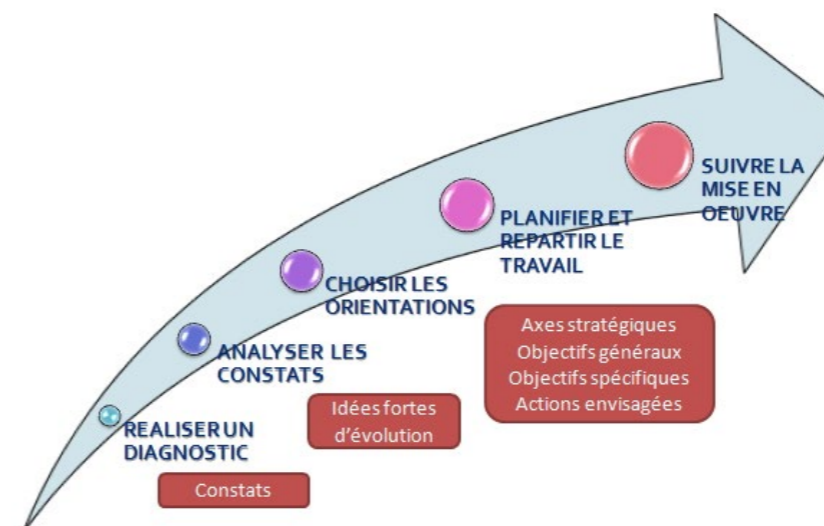 SUIVRE LA
MISE EN
OEUVRE
PLANIFIER ET
REPARTIR LE
TRAVAIL
CHOISIR LES
ORIENTATIONS
ANALYSER LES
CONSTATS
REALISER UN
DIAGNOSTIC
Axes stratégiques
Objectifs généraux
Objectifs spécifiques
Actions envisagées
Idées fortes
d'évolution
Constats